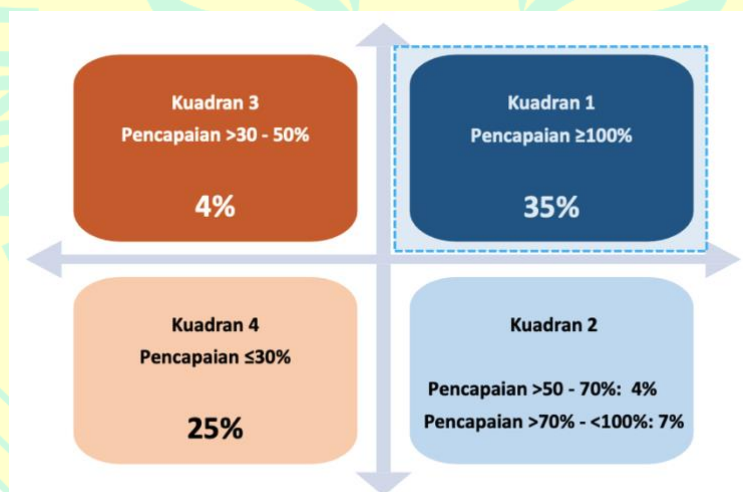 Kuadran 3
Pencapaian >30 - 50%
4%
Kuadran 1
Pencapaian ≥100%
35%
Kuadran 4
Pencapaian ≤30%
25%
Kuadran 2
Pencapaian >50 - 70%: 4%
Pencapaian >70% - <100%: 7%